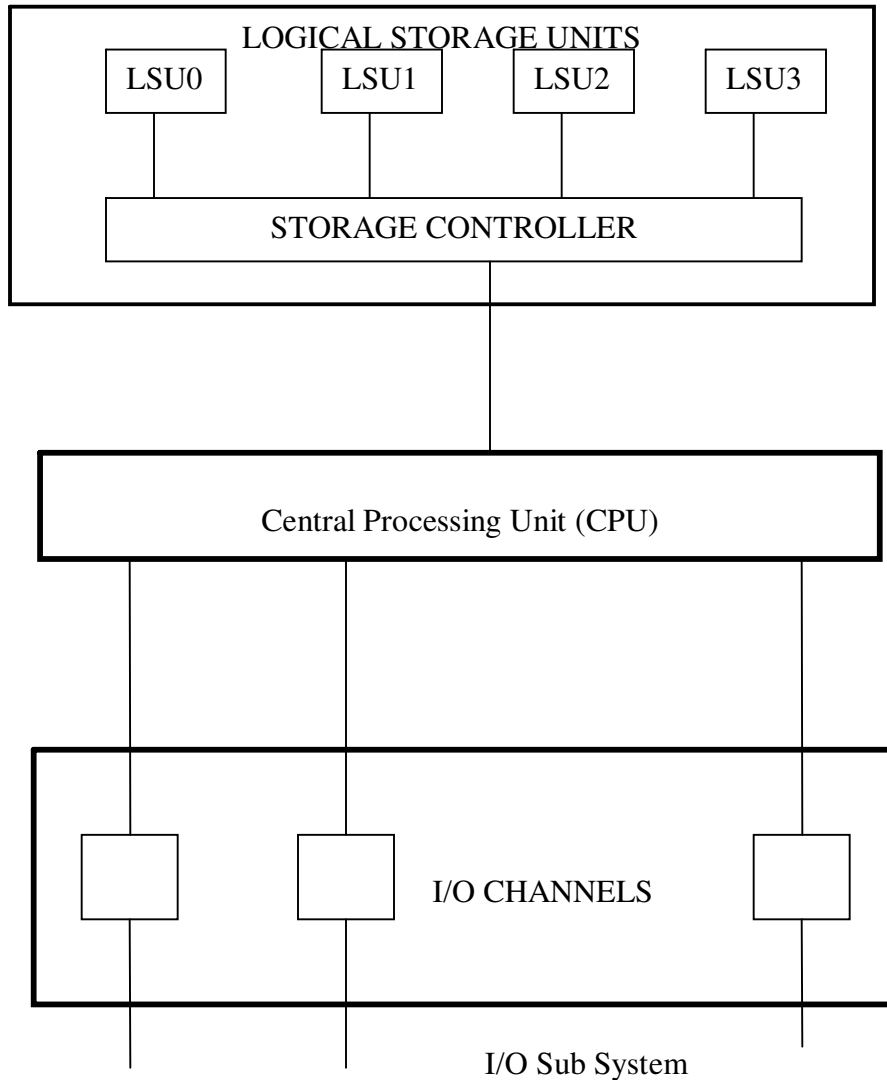 LOGICAL STORAGE UNITS
LSU0 LSU1 LSU2 LSU3
STORAGE CONTROLLER
Central Processing Unit (CPU)
I/O CHANNELS
I/O Sub System